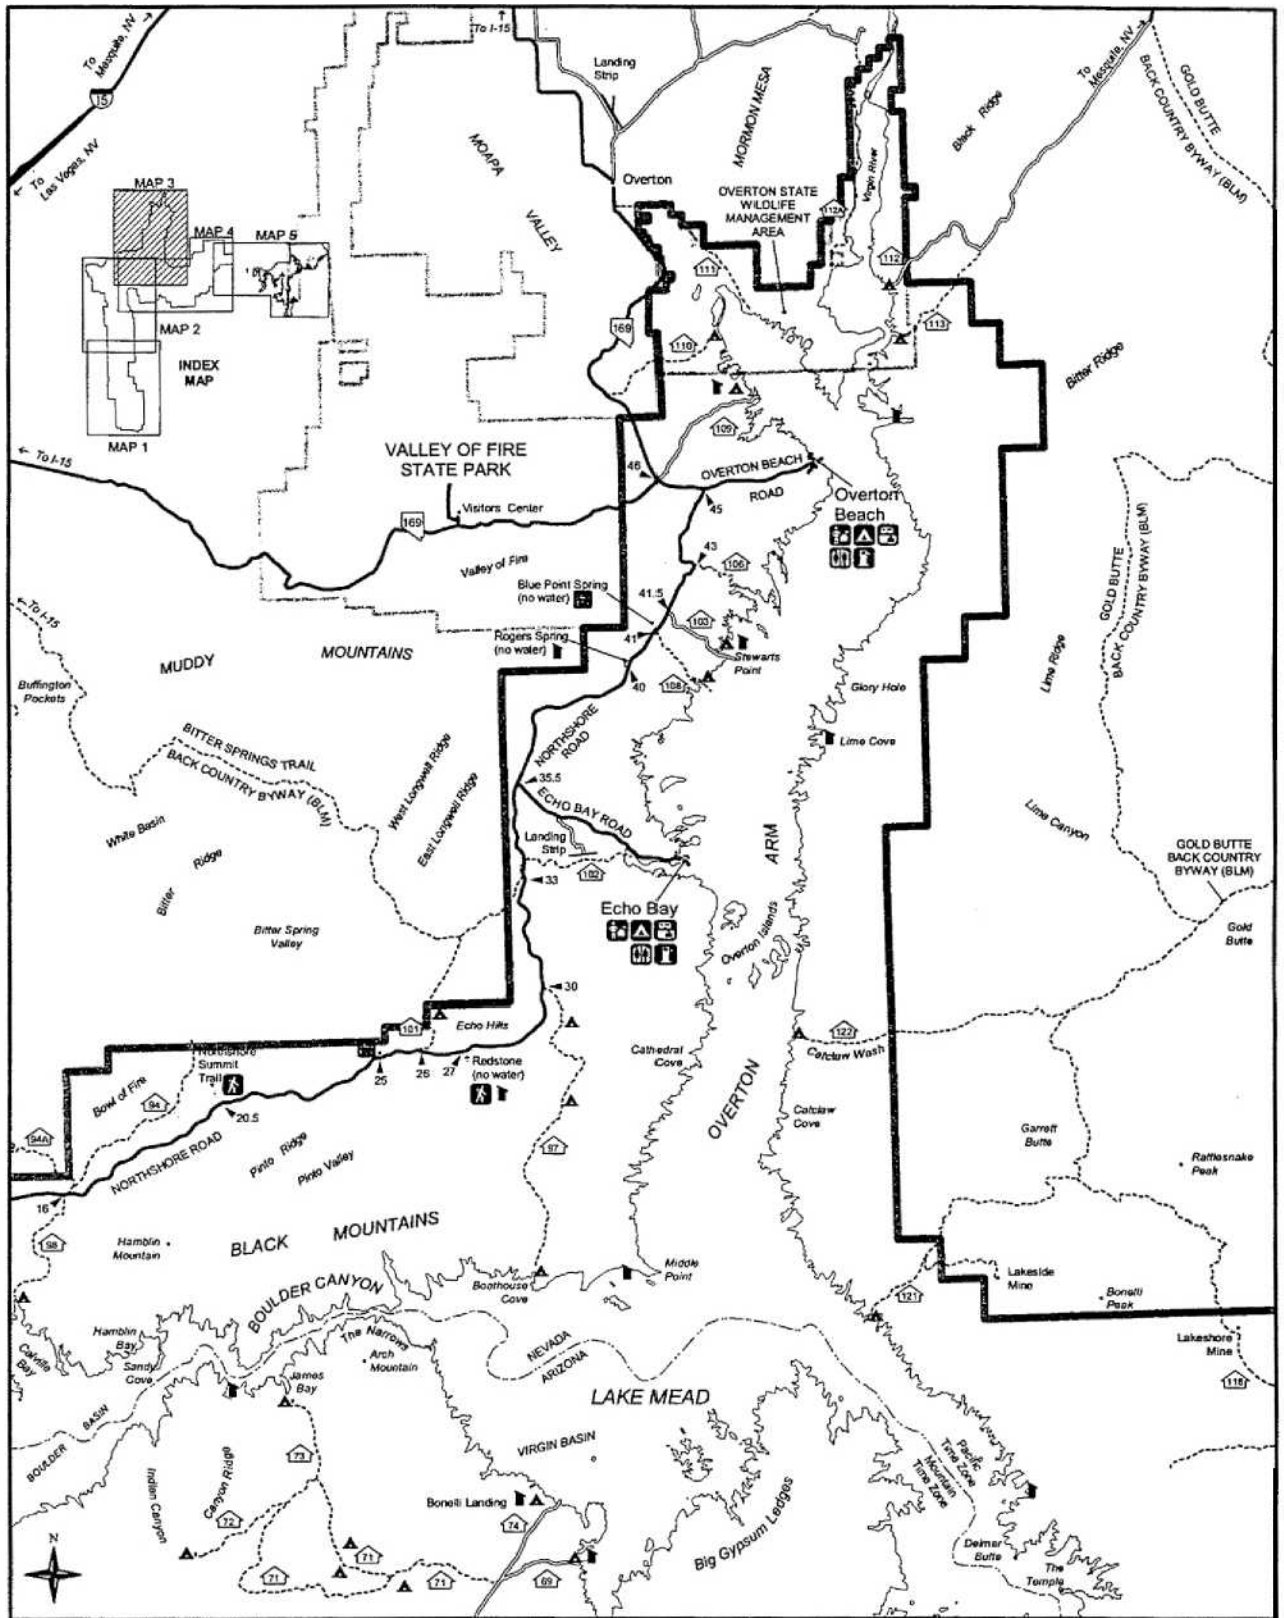 To
Mesquite, NV
15
To
Las Vegas, NV
To I-15
Landing
Strip
MORMON MESA
Black Ridge
To
Mesquite, NV
GOLD BUTTE
BACK COUNTRY BYWAY (BLM)
MOAPA
VALLEY
Overton
Virgin River
OVERTON STATE
WILDLIFE
MANAGEMENT
AREA
112A
112
111
113
110
169
MAP 3
MAP 4
MAP 5
MAP 2
INDEX
MAP
MAP 1
Bitter Ridge
109
To I-15
VALLEY OF FIRE
STATE PARK
Visitors Center
169
46
OVERTON BEACH
ROAD
45
Overton
Beach
43
106
Valley of Fire
Blue Point Spring
(no water)
41.5
103
41
Rogers Spring
(no water)
Stewarts
Point
40
108
GOLD BUTTE
BACK COUNTRY BYWAY (BLM)
Lime Ridge
To I-15
MUDDY
MOUNTAINS
Buffington
Pockets
Glory Hole
Lime Cove
NORTHSHORE
ROAD
BITTER SPRINGS TRAIL
BACK COUNTRY BYWAY (BLM)
West Longwell Ridge
East Longwell Ridge
35.5
ECHO BAY ROAD
Landing
Strip
102
33
White Basin
Bitter Ridge
Lime Canyon
ARM
GOLD BUTTE
BACK COUNTRY
BYWAY (BLM)
Gold
Butte
Echo Bay
Bitter Spring
Valley
Overton Islands
30
101
Echo Hills
Northshore
Summit
Trail
25
26
27
Redstone
(no water)
Cathedral
Cove
122
Catclaw Wash
OVERTON
Catclaw
Cove
Bowl of Fire
94
94A
20.5
NORTHSHORE ROAD
Pinto Ridge
Pinto Valley
97
Garrett
Butte
Rattlesnake
Peak
16
98
Hamblin
Mountain
BLACK
MOUNTAINS
Middle
Point
Boathouse
Cove
BOULDER CANYON
Lakeside
Mine
121
Bonelli
Peak
Hamblin
Bay
Sandy
Cove
Calville
Bay
The Narrows
Arch
Mountain
James
Bay
NEVADA
ARIZONA
LAKE MEAD
Lakeshore
Mine
118
BOULDER
BASIN
73
VIRGIN BASIN
Indian Canyon
Canyon Ridge
72
Pacific
Time Zone
Mountain
Time Zone
Bonelli Landing
74
Big Gypsum Ledges
71
71
71
69
Delmar
Butte
The
Temple
N